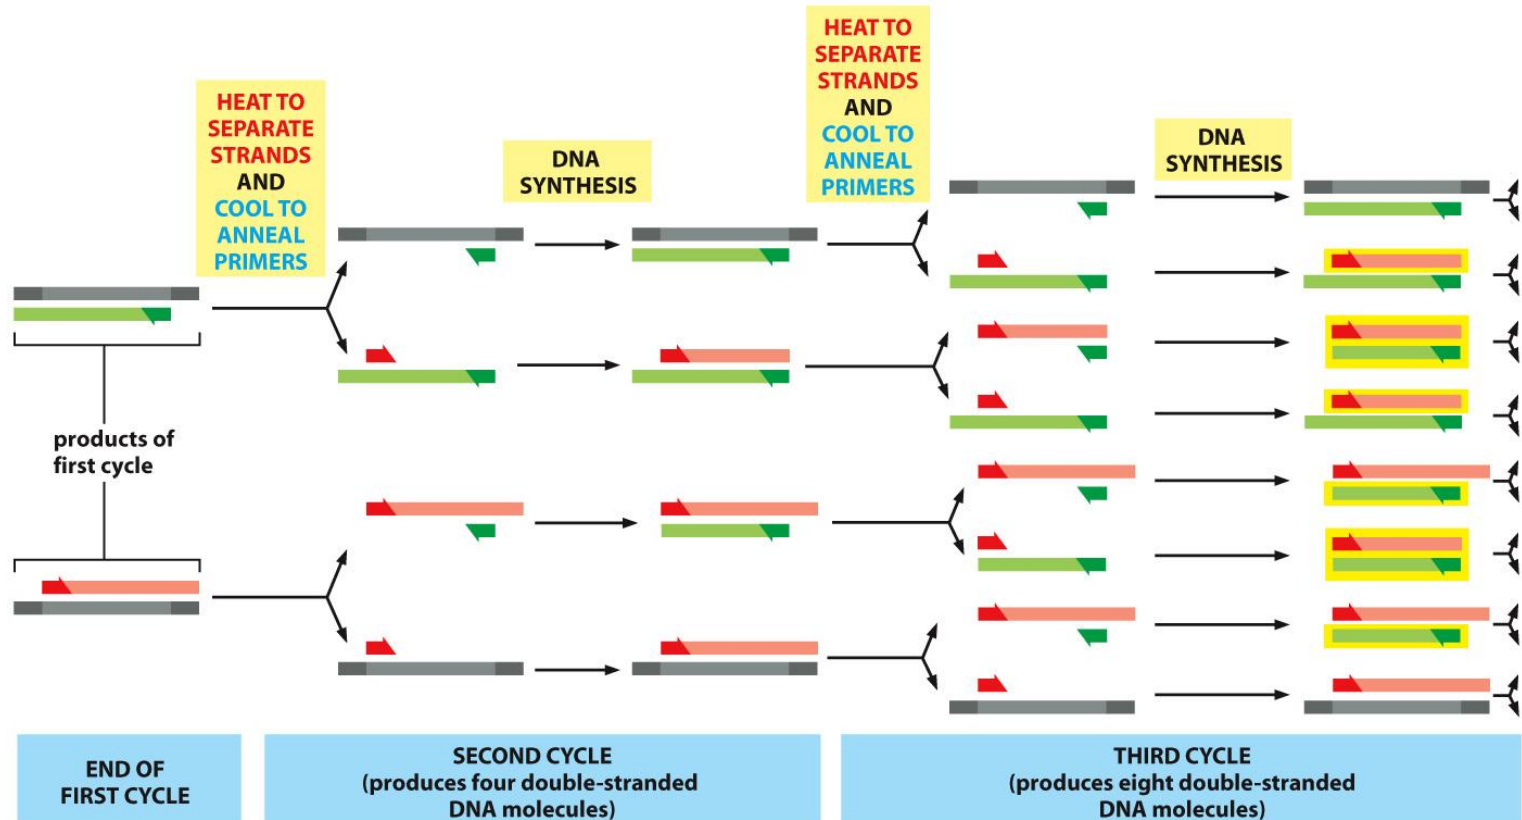 HEAT TO
SEPARATE
STRANDS
AND
COOL TO
ANNEAL
PRIMERS
DNA
SYNTHESIS
HEAT TO
SEPARATE
STRANDS
AND
COOL TO
ANNEAL
PRIMERS
DNA
SYNTHESIS
products of
first cycle
END OF
FIRST CYCLE
SECOND CYCLE
(produces four double-stranded
DNA molecules)
THIRD CYCLE
(produces eight double-stranded
DNA molecules)